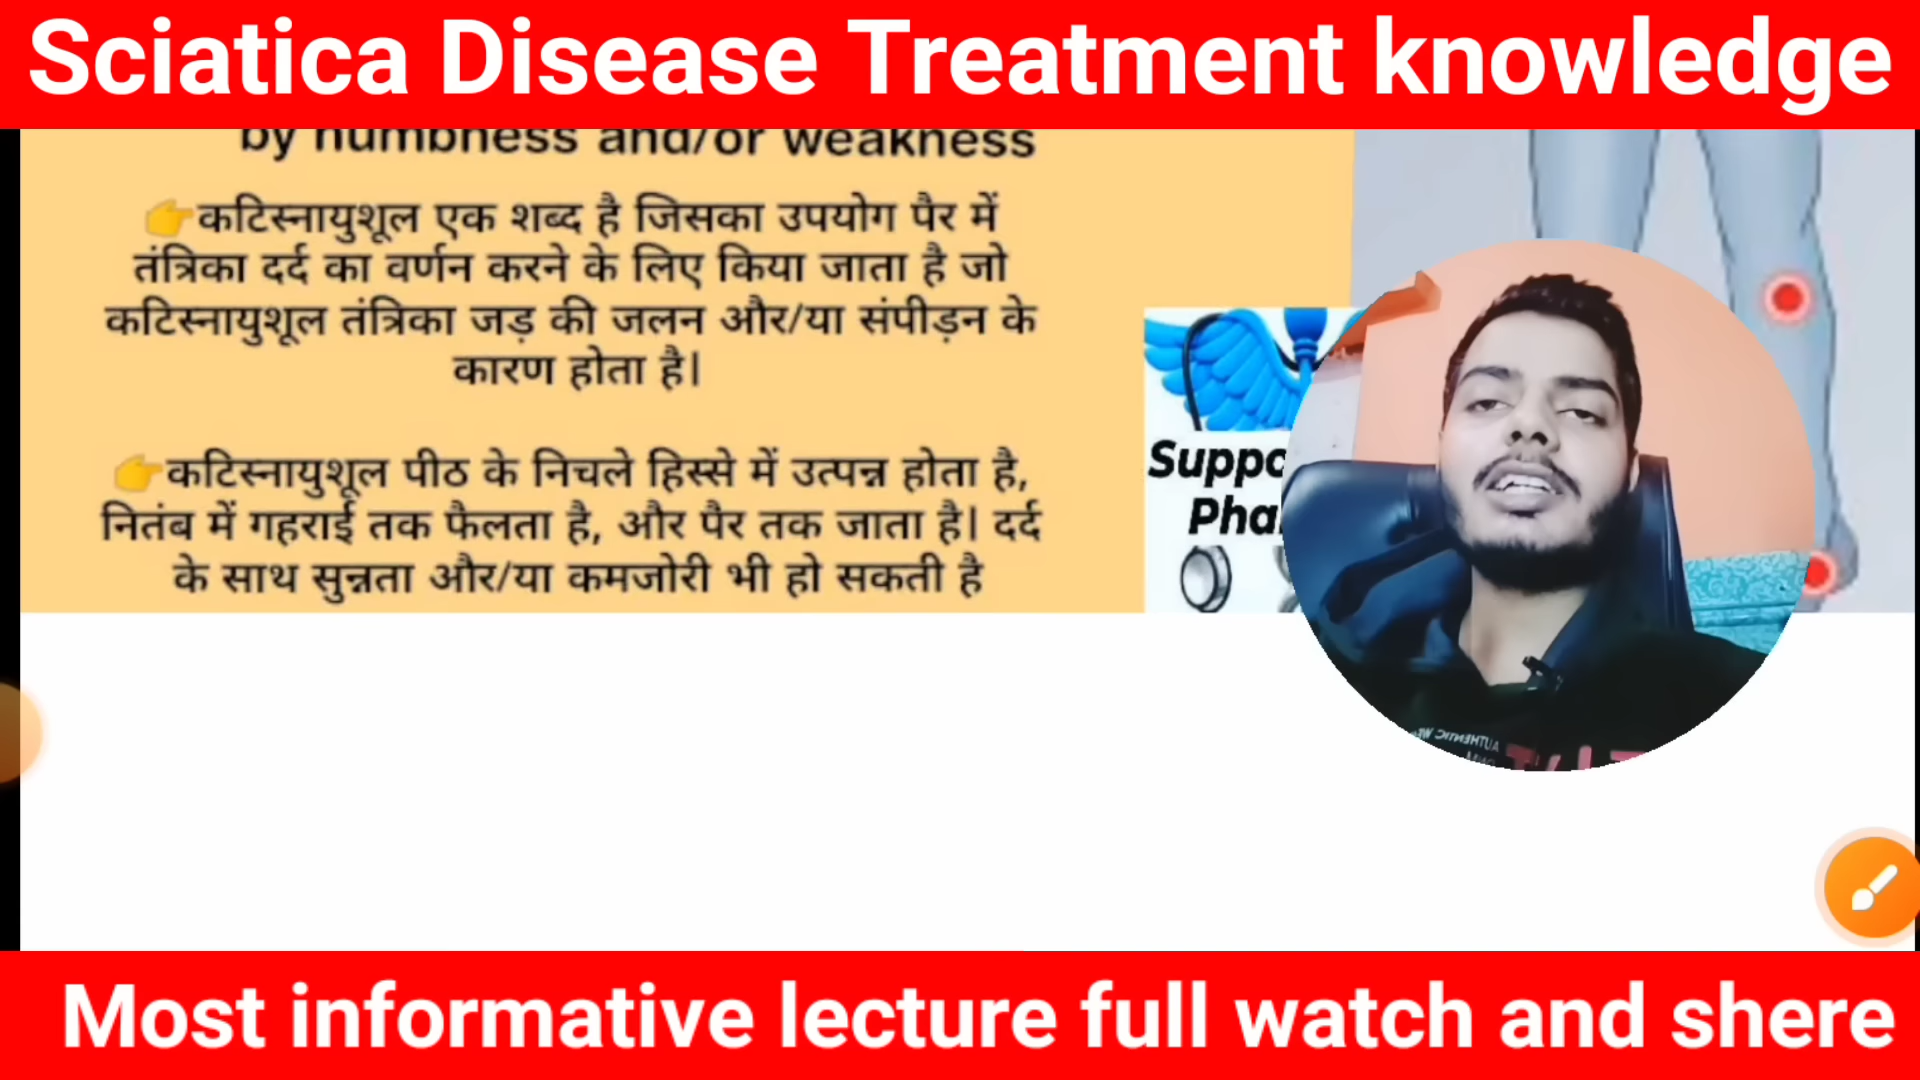 Sciatica Disease Treatment knowledge
by numbness and/or weakness
👉कटिस्नायुशूल एक शब्द है जिसका उपयोग पैर में
तंत्रिका दर्द का वर्णन करने के लिए किया जाता है जो
कटिस्नायुशूल तंत्रिका जड़ की जलन और/या संपीड़न के
कारण होता है।
👉कटिस्नायुशूल पीठ के निचले हिस्से में उत्पन्न होता है,
नितंब में गहराई तक फैलता है, और पैर तक जाता है। दर्द
के साथ सुन्नता और/या कमजोरी भी हो सकती है
Most informative lecture full watch and shere